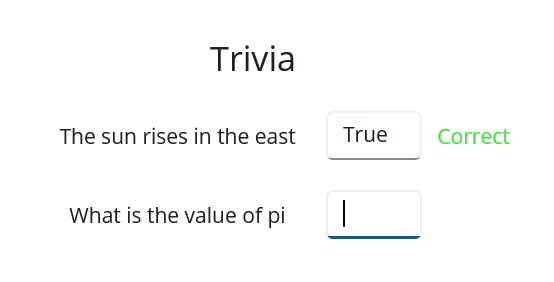 Trivia
The sun rises in the east True Correct
What is the value of pi